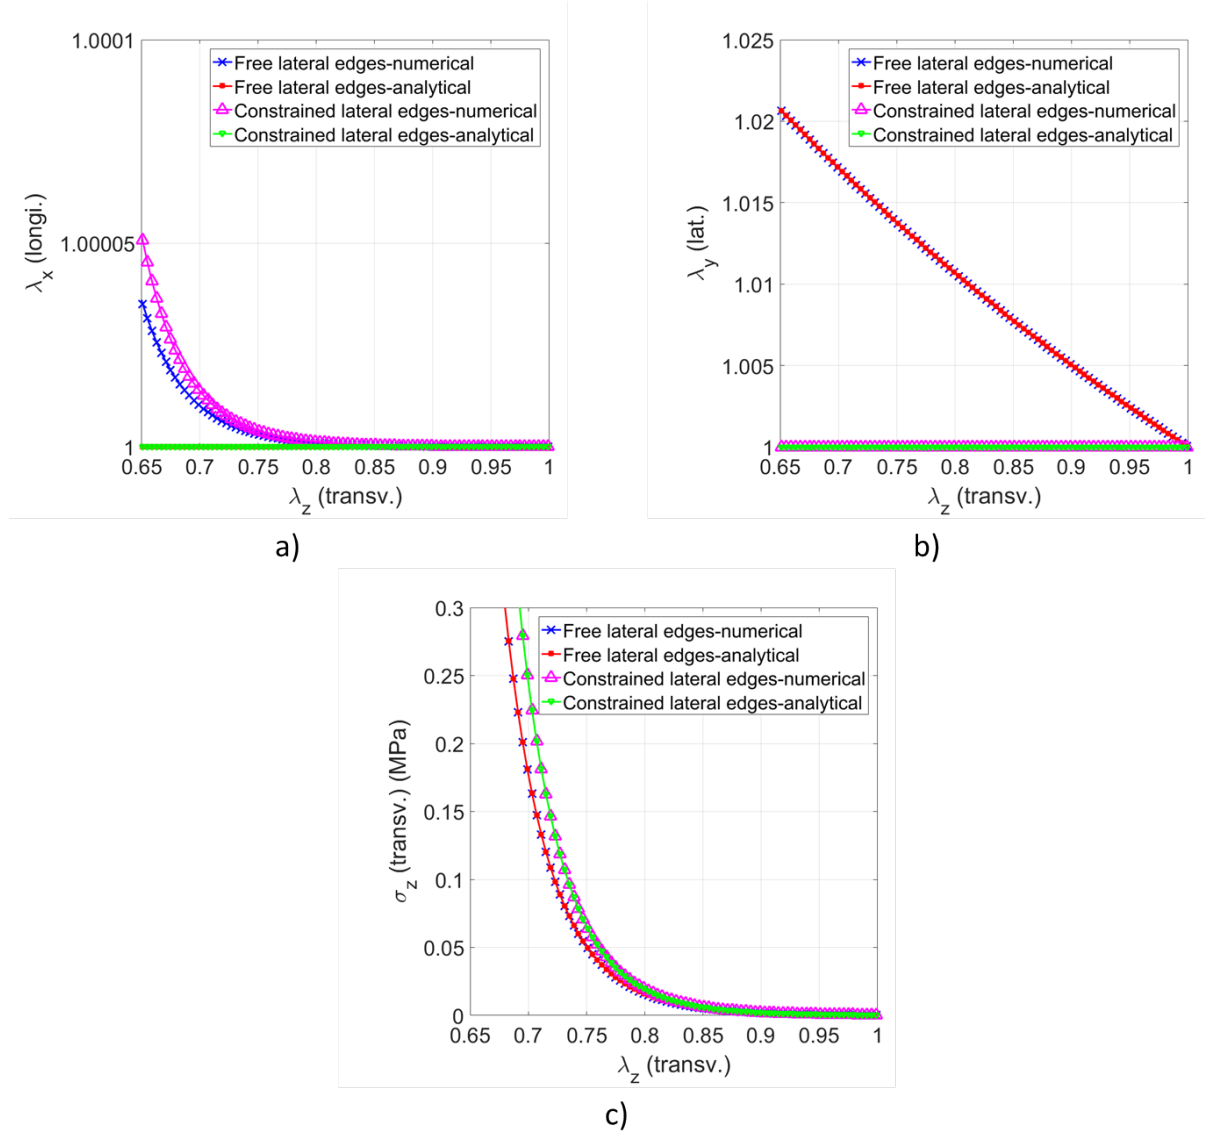 1.0001
1.00005
1
λx (longi.)
Free lateral edges-numerical
Free lateral edges-analytical
Constrained lateral edges-numerical
Constrained lateral edges-analytical
0.65 0.7 0.75 0.8 0.85 0.9 0.95 1
λz (transv.)
a)
1.025
1.02
1.015
1.01
1.005
1
λy (lat.)
Free lateral edges-numerical
Free lateral edges-analytical
Constrained lateral edges-numerical
Constrained lateral edges-analytical
0.65 0.7 0.75 0.8 0.85 0.9 0.95 1
λz (transv.)
b)
0.3
0.25
0.2
0.15
0.1
0.05
0
σz (transv.) (MPa)
Free lateral edges-numerical
Free lateral edges-analytical
Constrained lateral edges-numerical
Constrained lateral edges-analytical
0.65 0.7 0.75 0.8 0.85 0.9 0.95 1
λz (transv.)
c)